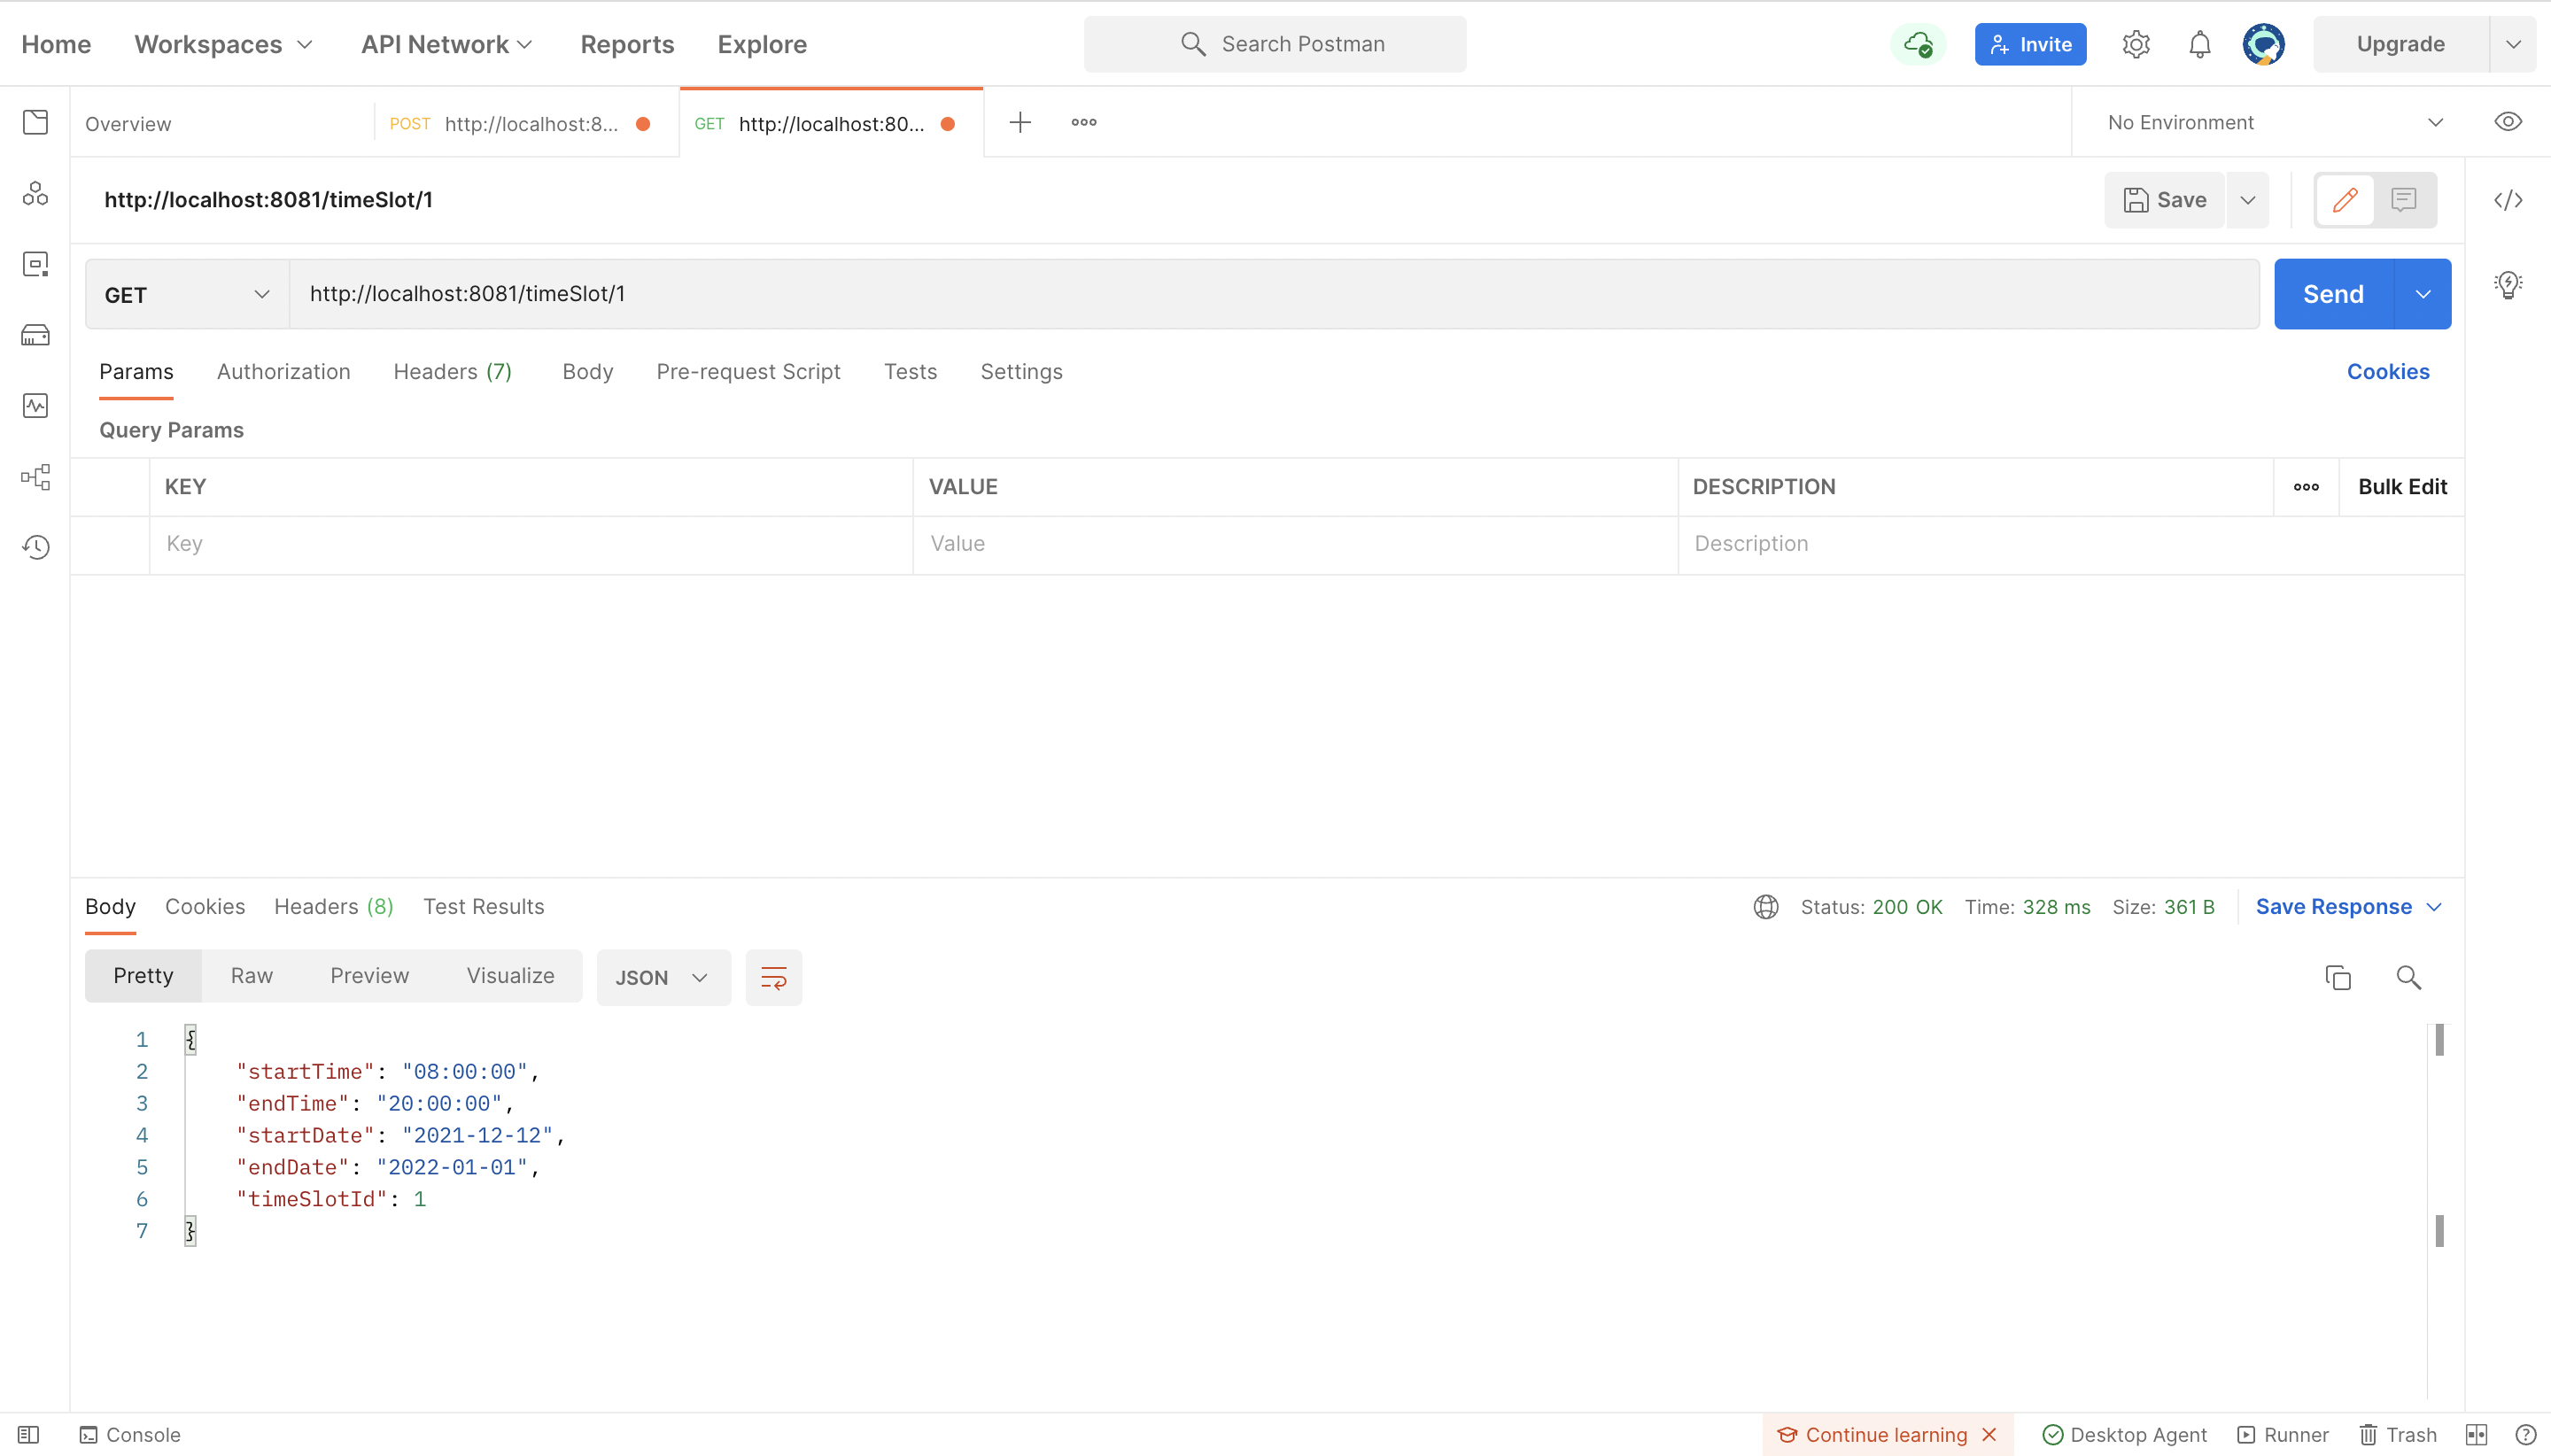 Home Workspaces API Network Reports Explore Search Postman Invite Upgrade
Overview POST http://localhost:8... GET http://localhost:80... No Environment
http://localhost:8081/timeSlot/1 Save
GET http://localhost:8081/timeSlot/1 Send
Params Authorization Headers (7) Body Pre-request Script Tests Settings Cookies
Query Params
KEY VALUE DESCRIPTION Bulk Edit
Key Value Description
Body Cookies Headers (8) Test Results Status: 200 OK Time: 328 ms Size: 361 B Save Response
Pretty Raw Preview Visualize JSON
1 {
2 "startTime": "08:00:00",
3 "endTime": "20:00:00",
4 "startDate": "2021-12-12",
5 "endDate": "2022-01-01",
6 "timeSlotId": 1
7 }
Console Continue learning Desktop Agent Runner Trash